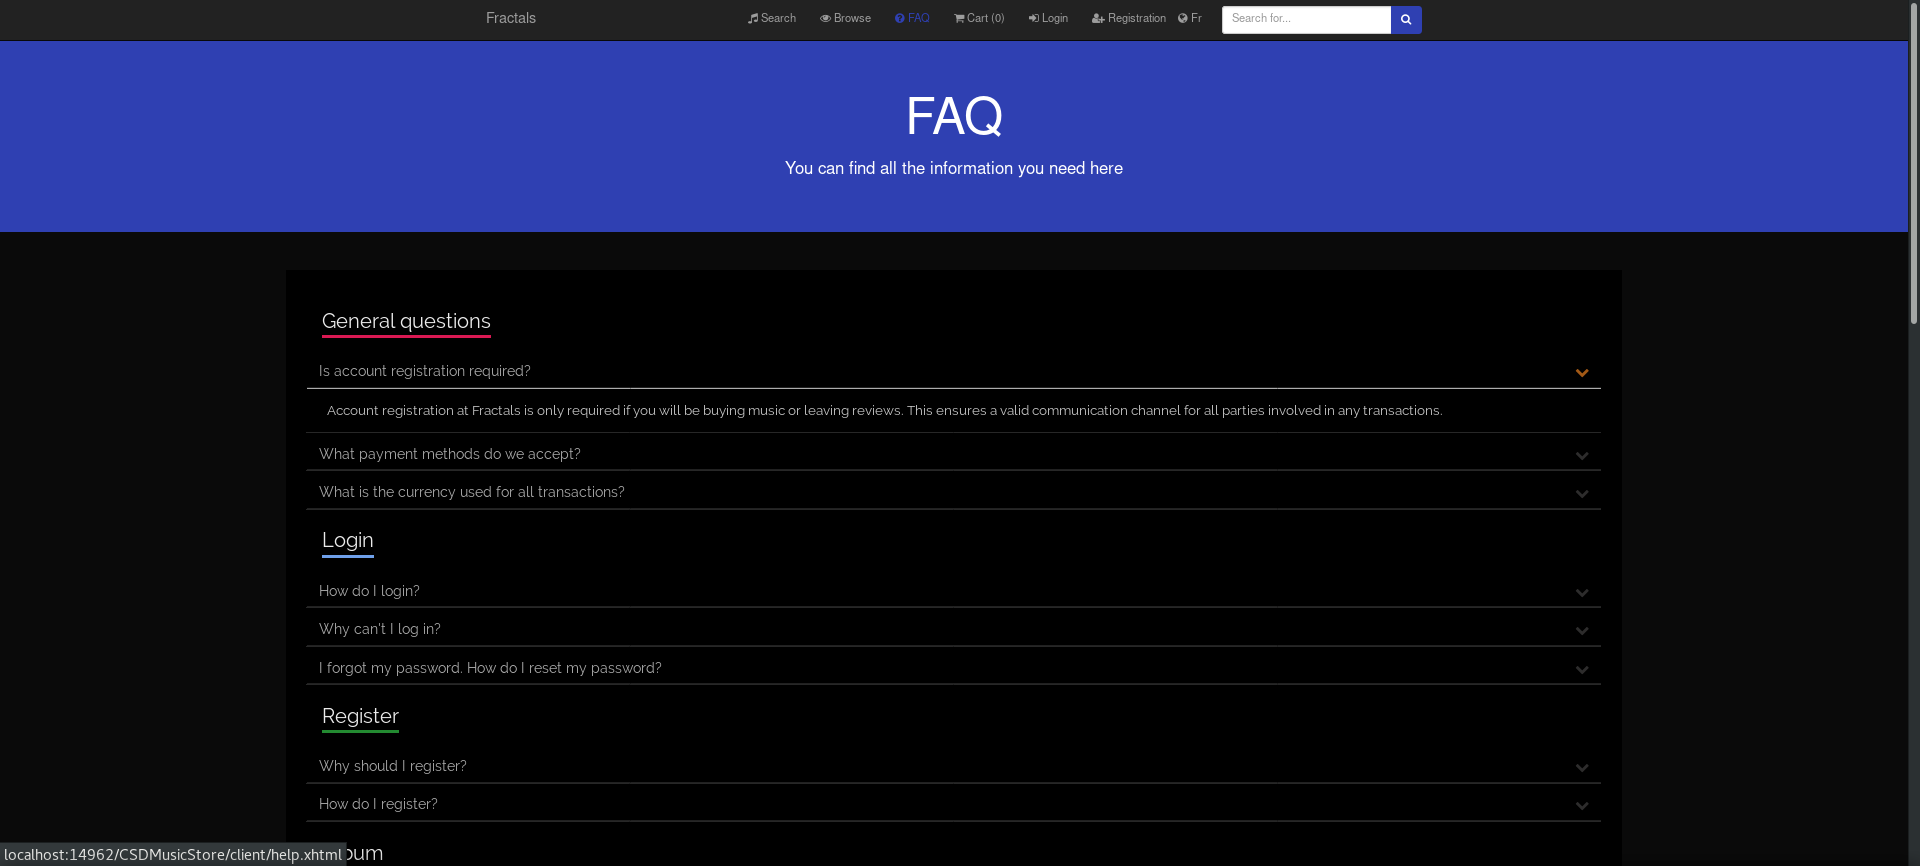 Fractals
Search
Browse
FAQ
Cart (0)
Login
Registration
Fr
Search for...
FAQ
You can find all the information you need here
General questions
Is account registration required?
Account registration at Fractals is only required if you will be buying music or leaving reviews. This ensures a valid communication channel for all parties involved in any transactions.
What payment methods do we accept?
What is the currency used for all transactions?
Login
How do I login?
Why can't I log in?
I forgot my password. How do I reset my password?
Register
Why should I register?
How do I register?
localhost:14962/CSDMusicStore/client/help.xhtml